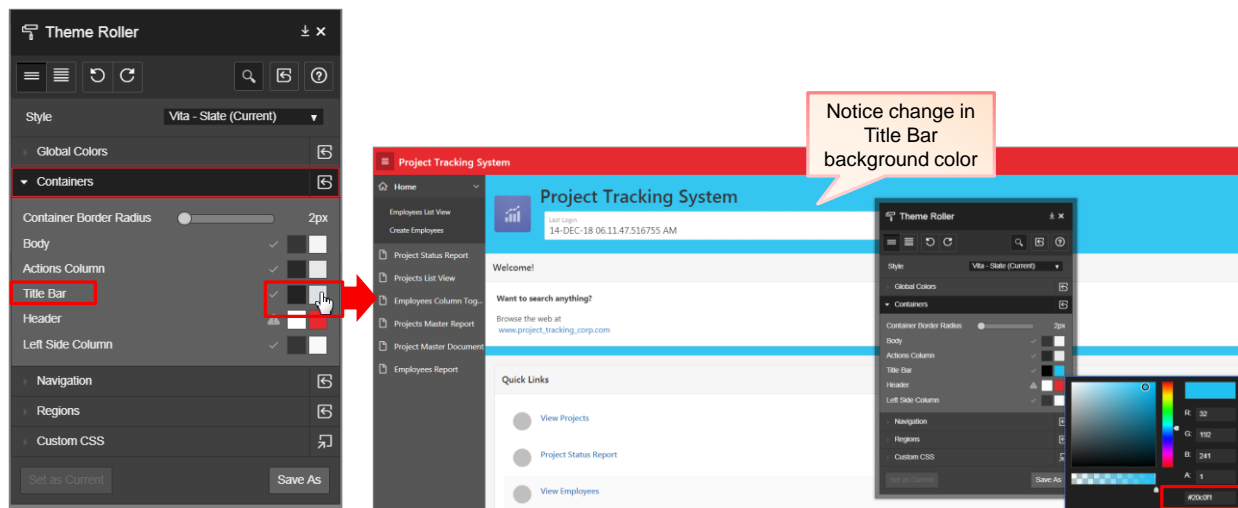 Theme Roller
Style
Vita - Slate (Current)
Global Colors
Containers
Container Border Radius
2px
Body
Actions Column
Title Bar
Header
Left Side Column
Navigation
Regions
Custom CSS
Set as Current
Save As
Notice change in
Title Bar
background color
Project Tracking System
Home
Employees List View
Create Employees
Project Status Report
Projects List View
Employees Column Tog...
Projects Master Report
Project Master Document
Employees Report
Project Tracking System
Last Login
14-DEC-18 06.11.47.516755 AM
Welcome!
Want to search anything?
Browse the web at
www.project_tracking_corp.com
Quick Links
View Projects
Project Status Report
View Employees
Theme Roller
Style
Vita - Slate (Current)
Global Colors
Containers
Container Border Radius
2px
Body
Actions Column
Title Bar
Header
Left Side Column
Navigation
Regions
Custom CSS
Set as Current
Save As
R: 32
G: 192
B: 241
A: 1
#20c0f1